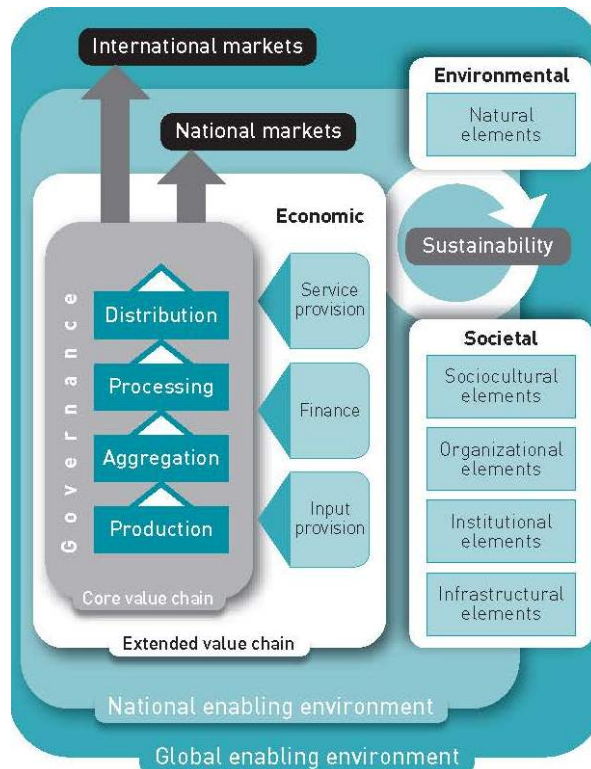 International markets
National markets
Environmental
Natural
elements
Sustainability
Economic
Governance
Distribution
Processing
Aggregation
Production
Core value chain
Service
provision
Finance
Input
provision
Extended value chain
Societal
Sociocultural
elements
Organizational
elements
Institutional
elements
Infrastructural
elements
National enabling environment
Global enabling environment